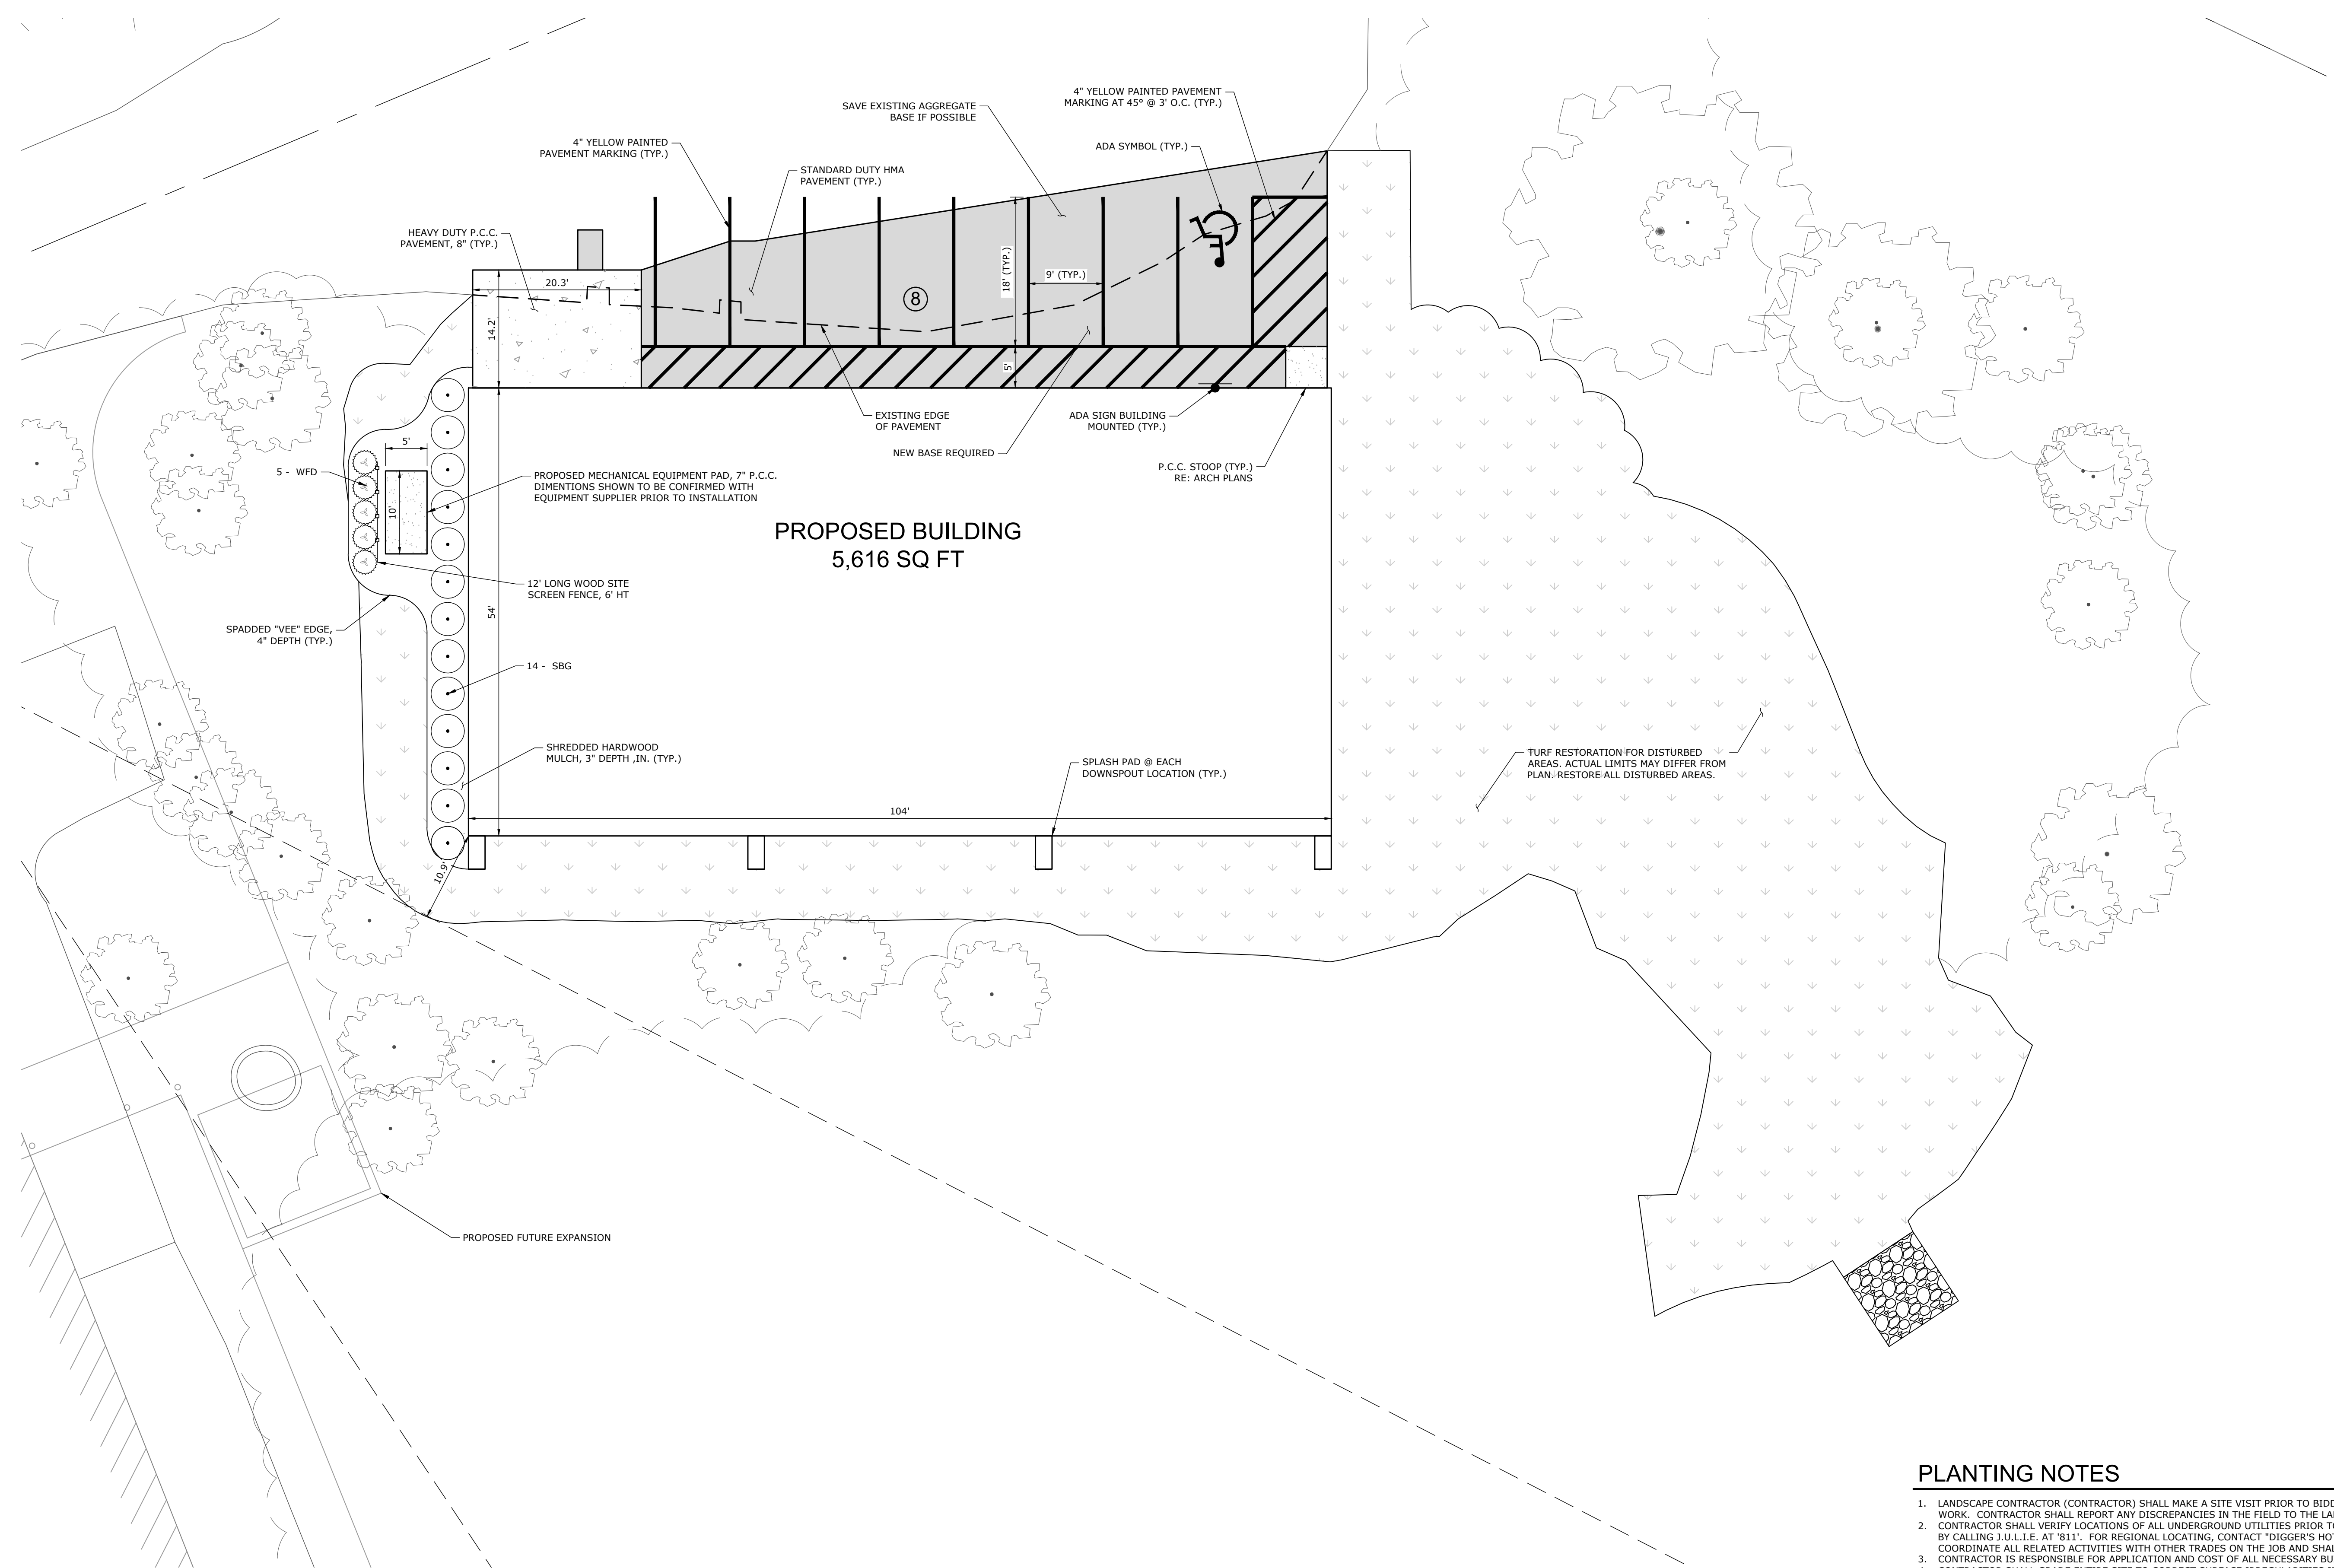 4" YELLOW PAINTED PAVEMENT
MARKING AT 45° @ 3' O.C. (TYP.)
SAVE EXISTING AGGREGATE
BASE IF POSSIBLE
4" YELLOW PAINTED
PAVEMENT MARKING (TYP.)
ADA SYMBOL (TYP.)
STANDARD DUTY HMA
PAVEMENT (TYP.)
HEAVY DUTY P.C.C.
PAVEMENT, 8" (TYP.)
20.3'
18' (TYP.)
9' (TYP.)
8
14.2'
5'
EXISTING EDGE
OF PAVEMENT
ADA SIGN BUILDING
MOUNTED (TYP.)
NEW BASE REQUIRED
P.C.C. STOOP (TYP.)
RE: ARCH PLANS
5'
5 - WFD
10'
PROPOSED MECHANICAL EQUIPMENT PAD, 7" P.C.C.
DIMENTIONS SHOWN TO BE CONFIRMED WITH
EQUIPMENT SUPPLIER PRIOR TO INSTALLATION
PROPOSED BUILDING
5,616 SQ FT
12' LONG WOOD SITE
SCREEN FENCE, 6' HT
54'
SPADDED "VEE" EDGE,
4" DEPTH (TYP.)
14 - SBG
SHREDDED HARDWOOD
MULCH, 3" DEPTH ,IN. (TYP.)
SPLASH PAD @ EACH
DOWNSPOUT LOCATION (TYP.)
TURF RESTORATION FOR DISTURBED
AREAS. ACTUAL LIMITS MAY DIFFER FROM
PLAN. RESTORE ALL DISTURBED AREAS.
104'
10.9'
PROPOSED FUTURE EXPANSION
PLANTING NOTES
1. LANDSCAPE CONTRACTOR (CONTRACTOR) SHALL MAKE A SITE VISIT PRIOR TO
WORK. CONTRACTOR SHALL REPORT ANY DISCREPANCIES IN THE FIELD TO THE
2. CONTRACTOR SHALL VERIFY LOCATIONS OF ALL UNDERGROUND UTILITIES PRIOR
BY CALLING J.U.L.I.E. AT '811'. FOR REGIONAL LOCATING, CONTACT "DIGGER'S
COORDINATE ALL RELATED ACTIVITIES WITH OTHER TRADES ON THE JOB AND
3. CONTRACTOR IS RESPONSIBLE FOR APPLICATION AND COST OF ALL NECESSARY